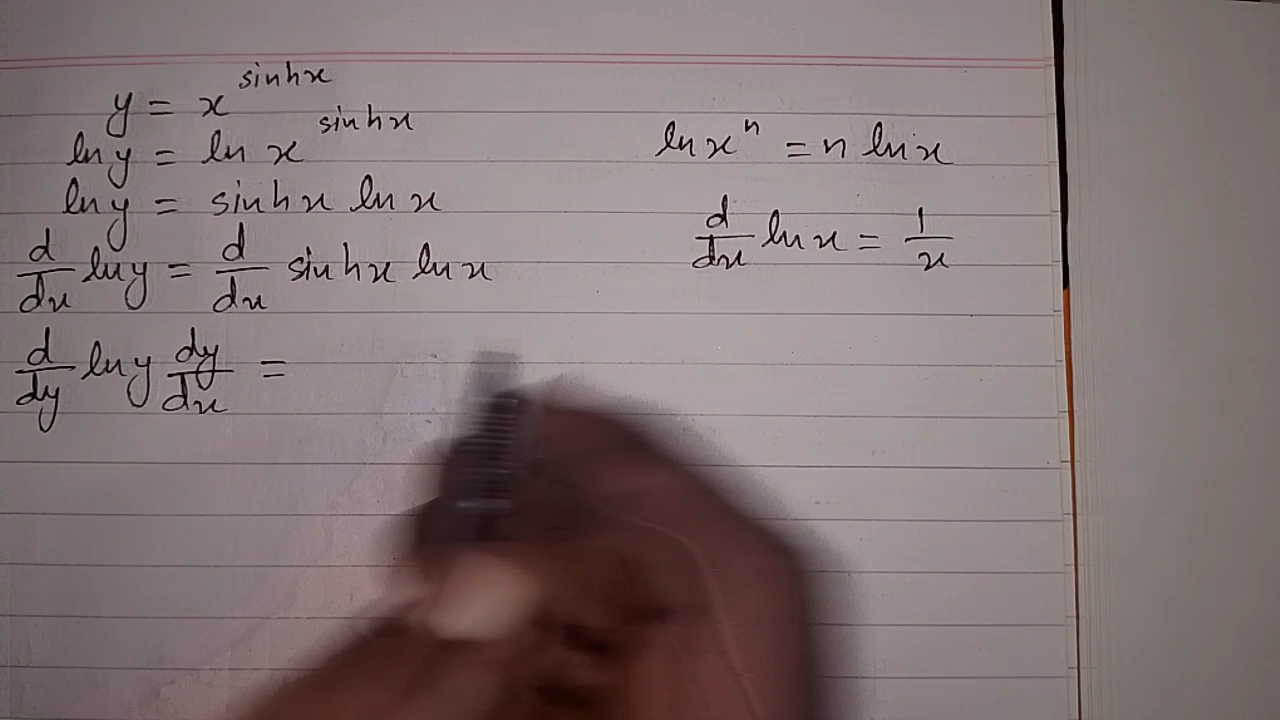 y = x^sinhx
ln y = ln x^sinhx
ln y = sinhx ln x
d/dx ln y = d/dx sinhx ln x
d/dy ln y dy/dx =
ln x^n = n ln x
d/dx ln x = 1/x